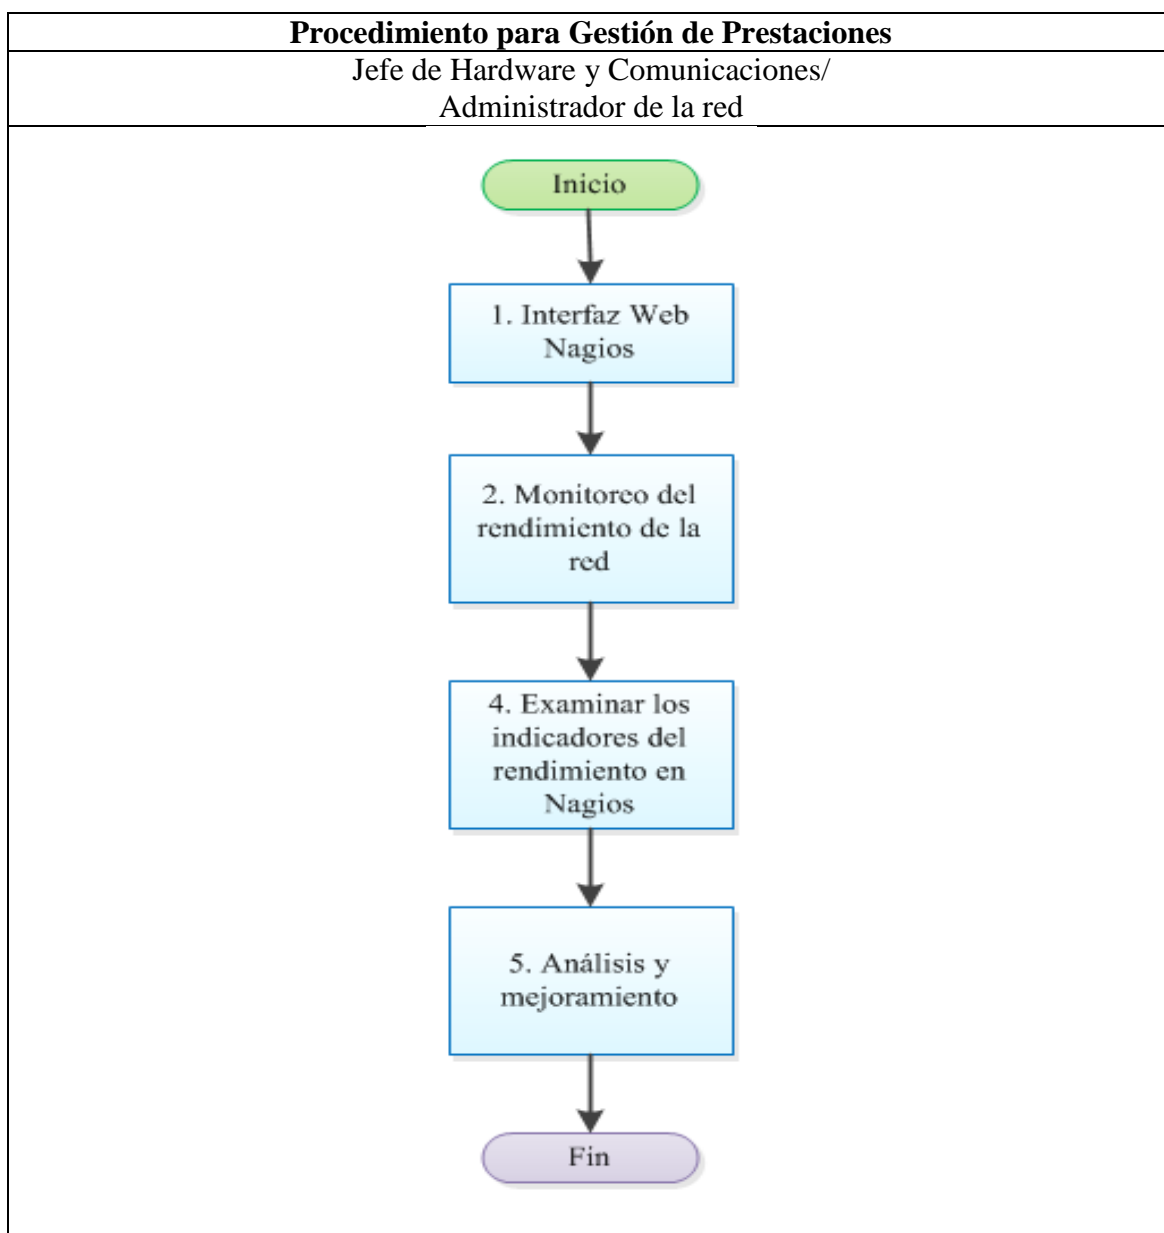 Procedimiento para Gestión de Prestaciones
Jefe de Hardware y Comunicaciones/
Administrador de la red
Inicio
1. Interfaz Web
Nagios
2. Monitoreo del
rendimiento de la
red
4. Examinar los
indicadores del
rendimiento en
Nagios
5. Análisis y
mejoramiento
Fin